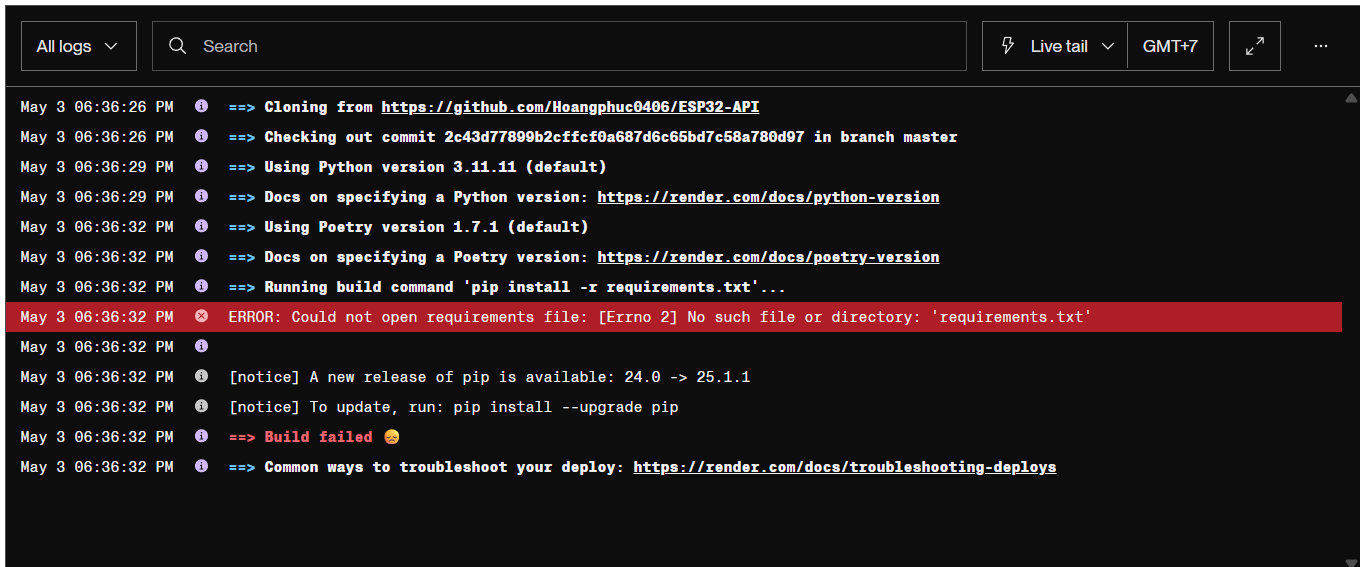 All logs
Search
Live tail
GMT+7
May 3 06:36:26 PM ==> Cloning from https://github.com/Hoangphuc0406/ESP32-API
May 3 06:36:26 PM ==> Checking out commit 2c43d77899b2cffcf0a687d6c65bd7c58a780d97 in branch master
May 3 06:36:29 PM ==> Using Python version 3.11.11 (default)
May 3 06:36:29 PM ==> Docs on specifying a Python version: https://render.com/docs/python-version
May 3 06:36:32 PM ==> Using Poetry version 1.7.1 (default)
May 3 06:36:32 PM ==> Docs on specifying a Poetry version: https://render.com/docs/poetry-version
May 3 06:36:32 PM ==> Running build command 'pip install -r requirements.txt'...
May 3 06:36:32 PM ERROR: Could not open requirements file: [Errno 2] No such file or directory: 'requirements.txt'
May 3 06:36:32 PM
May 3 06:36:32 PM [notice] A new release of pip is available: 24.0 -> 25.1.1
May 3 06:36:32 PM [notice] To update, run: pip install --upgrade pip
May 3 06:36:32 PM ==> Build failed 😞
May 3 06:36:32 PM ==> Common ways to troubleshoot your deploy: https://render.com/docs/troubleshooting-deploys